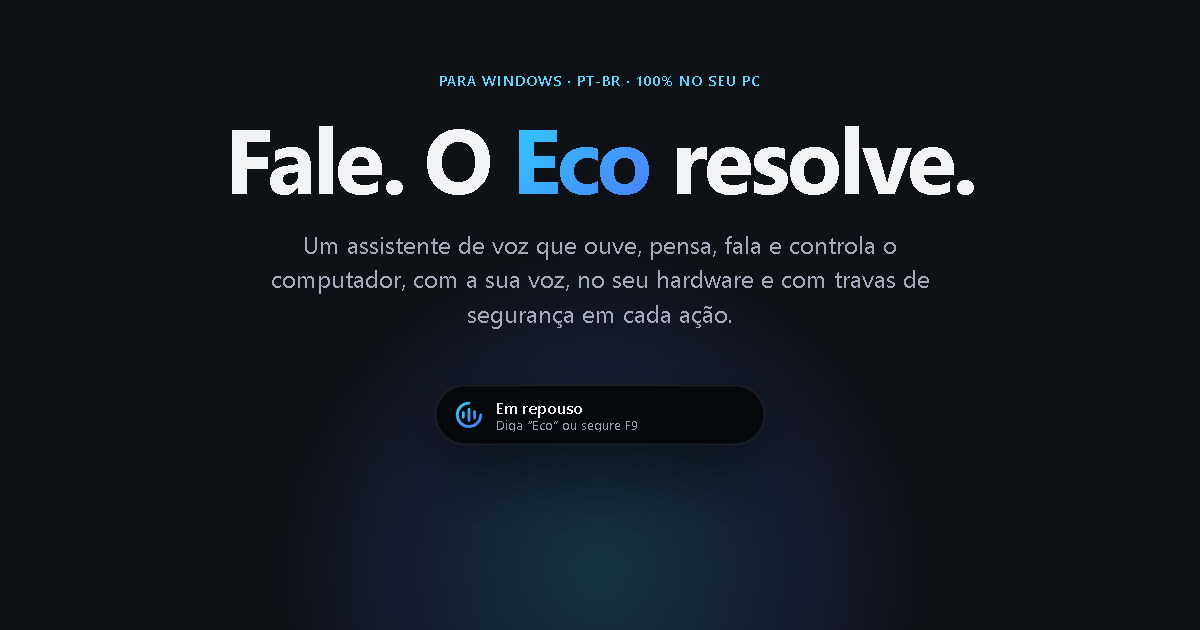 PARA WINDOWS · PT-BR · 100% NO SEU PC
Fale. O Eco resolve.
Um assistente de voz que ouve, pensa, fala e controla o
computador, com a sua voz, no seu hardware e com travas de
segurança em cada ação.
Em repouso
Diga “Eco” ou segure F9